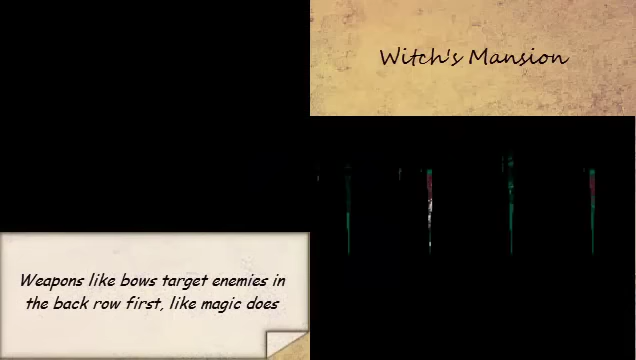 Witch's Mansion
Weapons like bows target enemies in
the back row first, like magic does